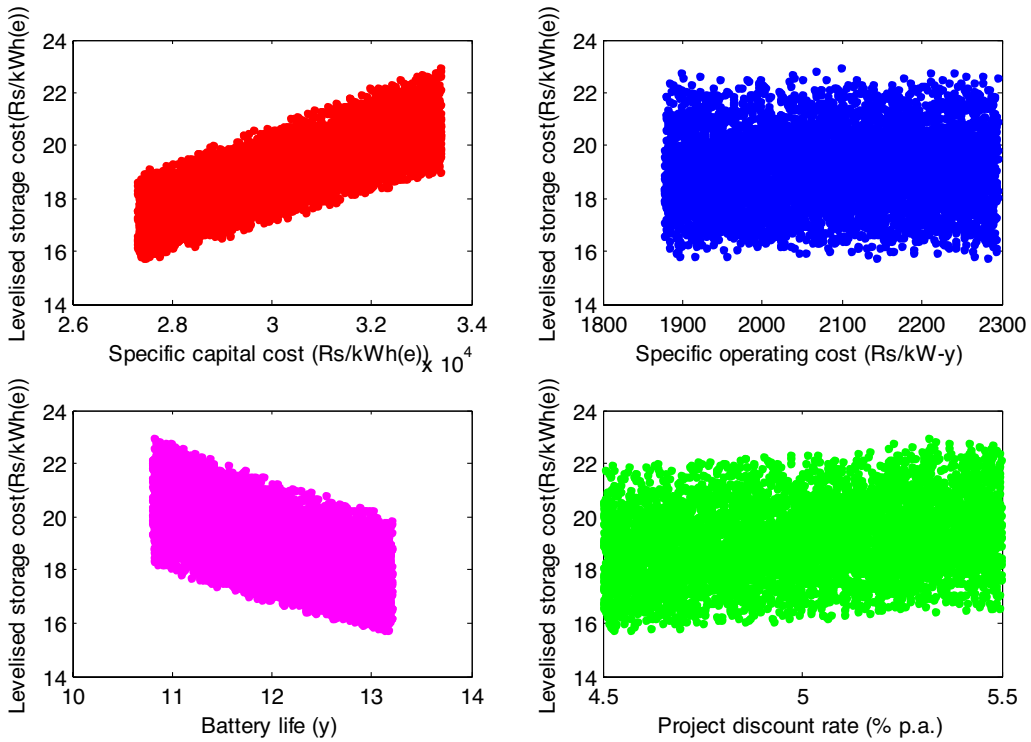 Levelised storage cost(Rs/kWh(e))
24
22
20
18
16
14
2.6 2.8 3 3.2 3.4
Specific capital cost (Rs/kWh(e))
x 10^4
Levelised storage cost(Rs/kWh(e))
24
22
20
18
16
14
1800 1900 2000 2100 2200 2300
Specific operating cost (Rs/kW-y)
Levelised storage cost(Rs/kWh(e))
24
22
20
18
16
14
10 11 12 13 14
Battery life (y)
Levelised storage cost(Rs/kWh(e))
24
22
20
18
16
14
4.5 5 5.5
Project discount rate (% p.a.)